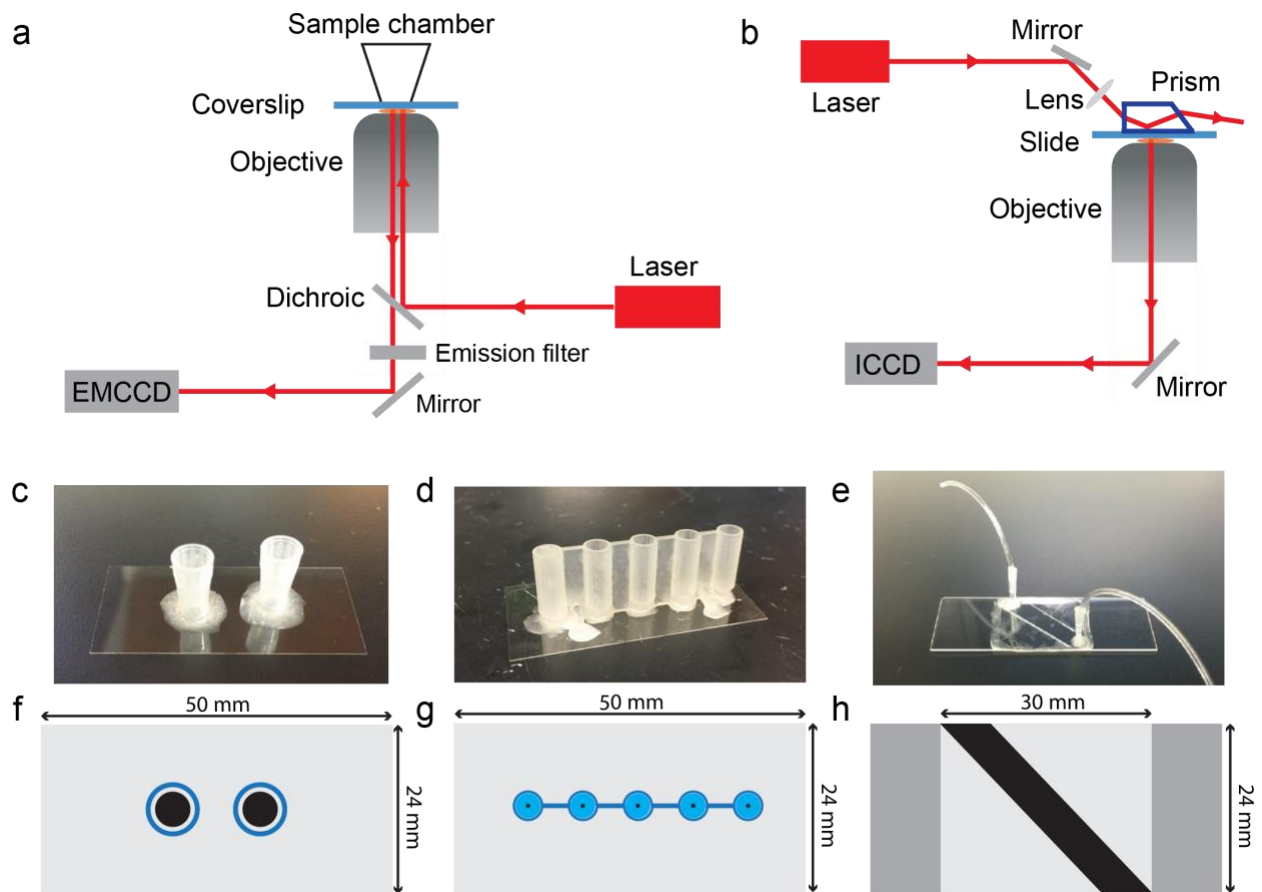 a
Sample chamber
Coverslip
Objective
Laser
Dichroic
Emission filter
EMCCD
Mirror
b
Mirror
Laser
Lens
Prism
Slide
Objective
ICCD
Mirror
c
d
e
f
50 mm
24 mm
g
50 mm
24 mm
h
30 mm
24 mm